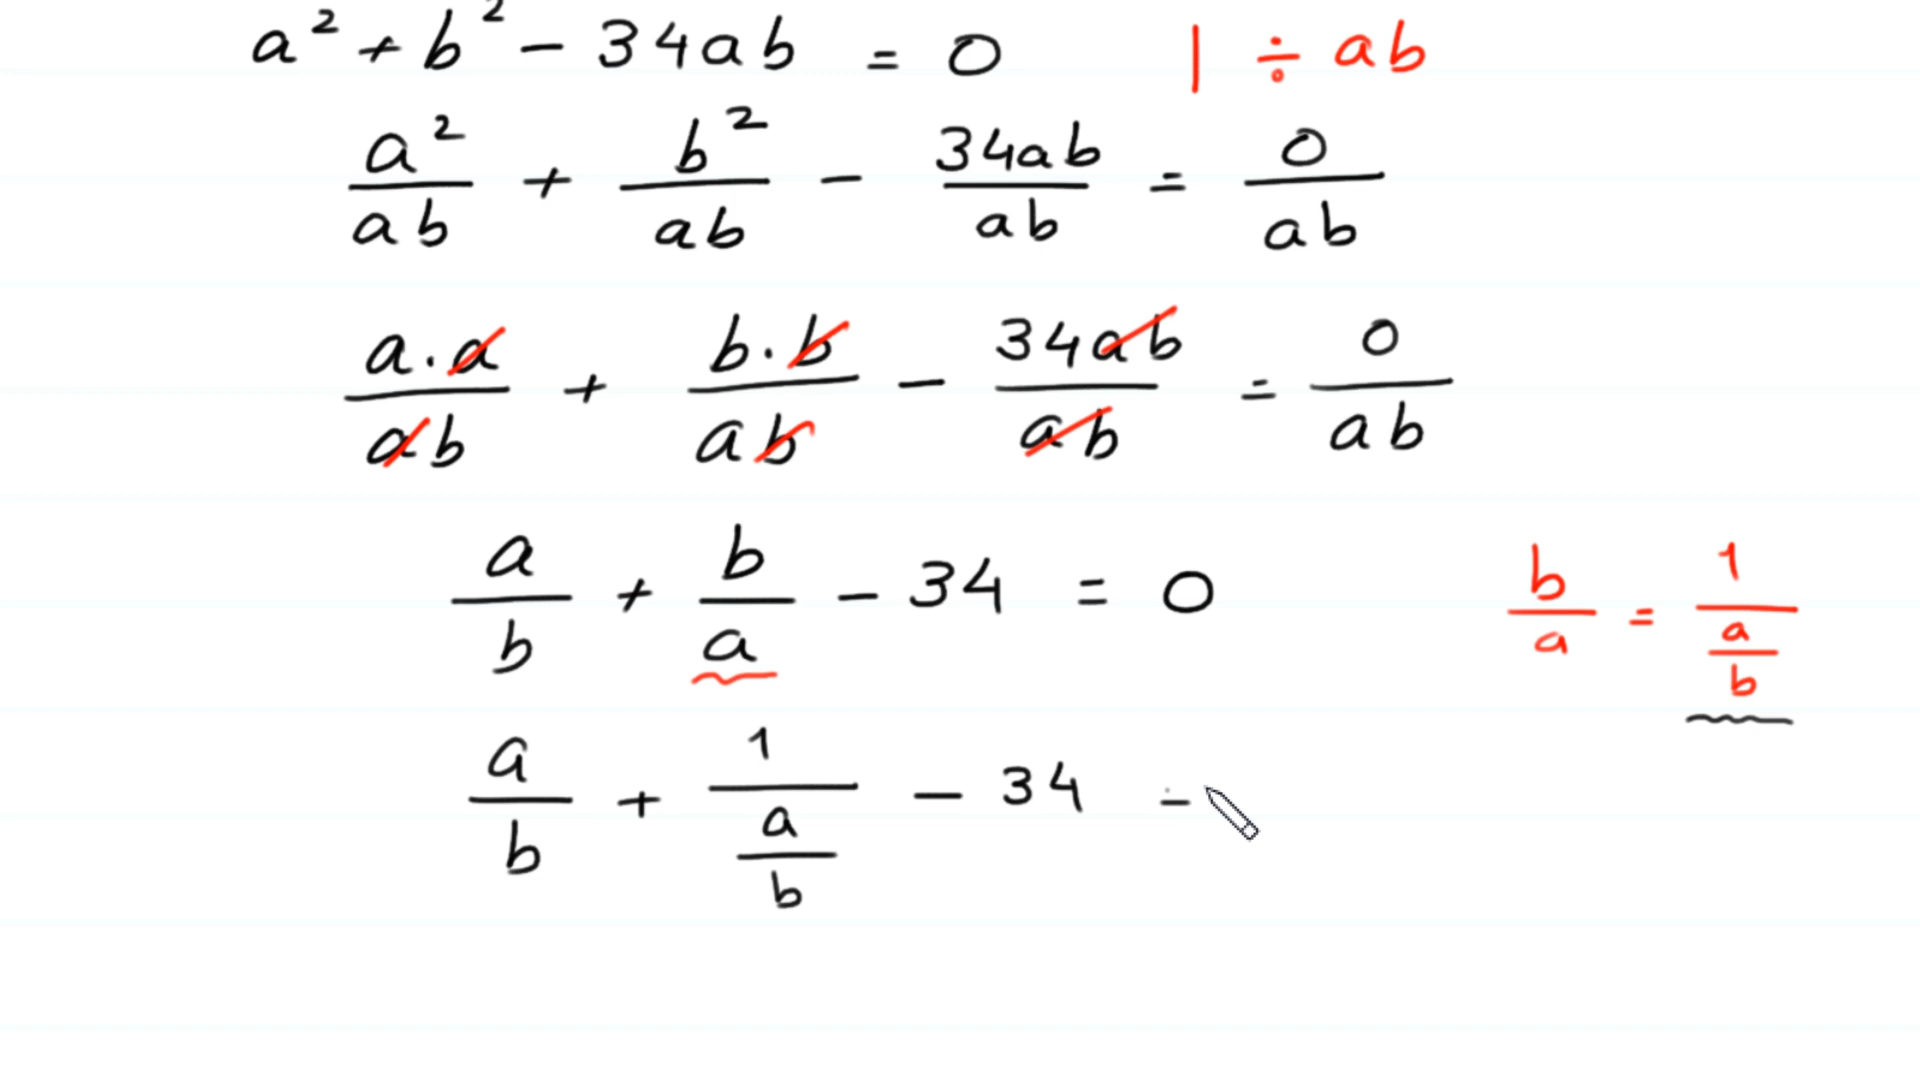 a² + b² - 34ab = 0 | ÷ ab
a²/ab + b²/ab - 34ab/ab = 0/ab
a·a/ab + b·b/ab - 34ab/ab = 0/ab
a/b + b/a - 34 = 0 b/a = 1/(a/b)
a/b + 1/(a/b) - 34 =